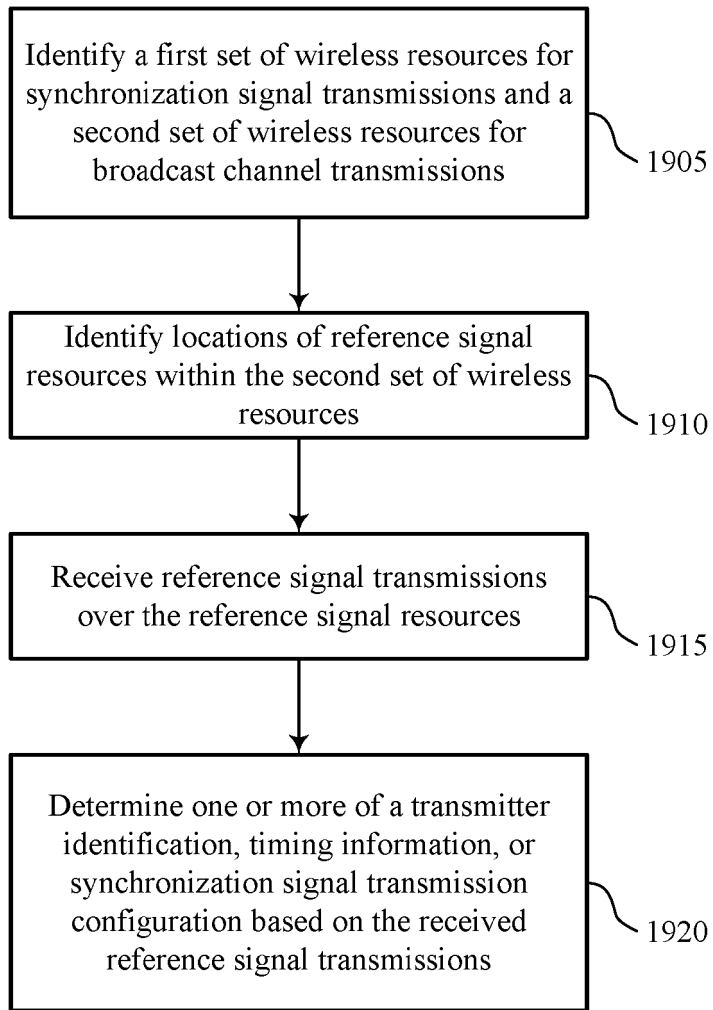 Identify a first set of wireless resources for
synchronization signal transmissions and a
second set of wireless resources for
broadcast channel transmissions
1905
Identify locations of reference signal
resources within the second set of wireless
resources
1910
Receive reference signal transmissions
over the reference signal resources
1915
Determine one or more of a transmitter
identification, timing information, or
synchronization signal transmission
configuration based on the received
reference signal transmissions
1920